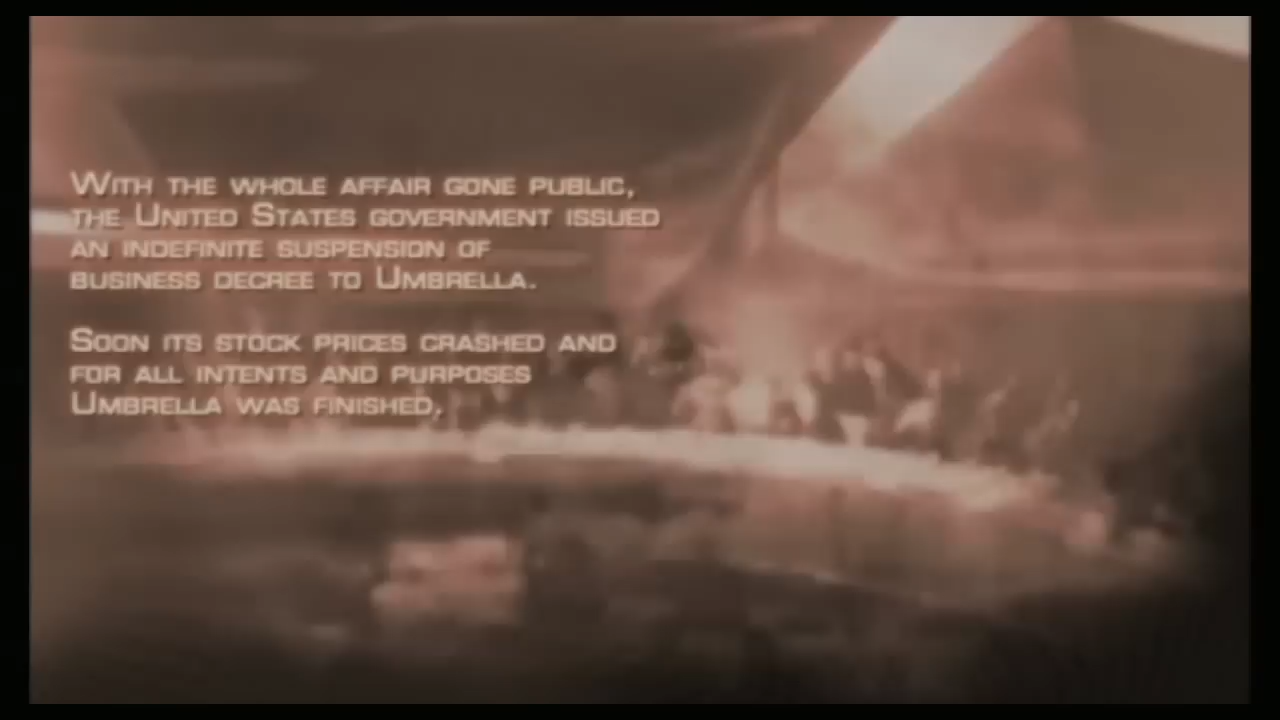 With the whole affair gone public,
the United States government issued
an indefinite suspension of
business decree to Umbrella.
Soon its stock prices crashed and
for all intents and purposes
Umbrella was finished.